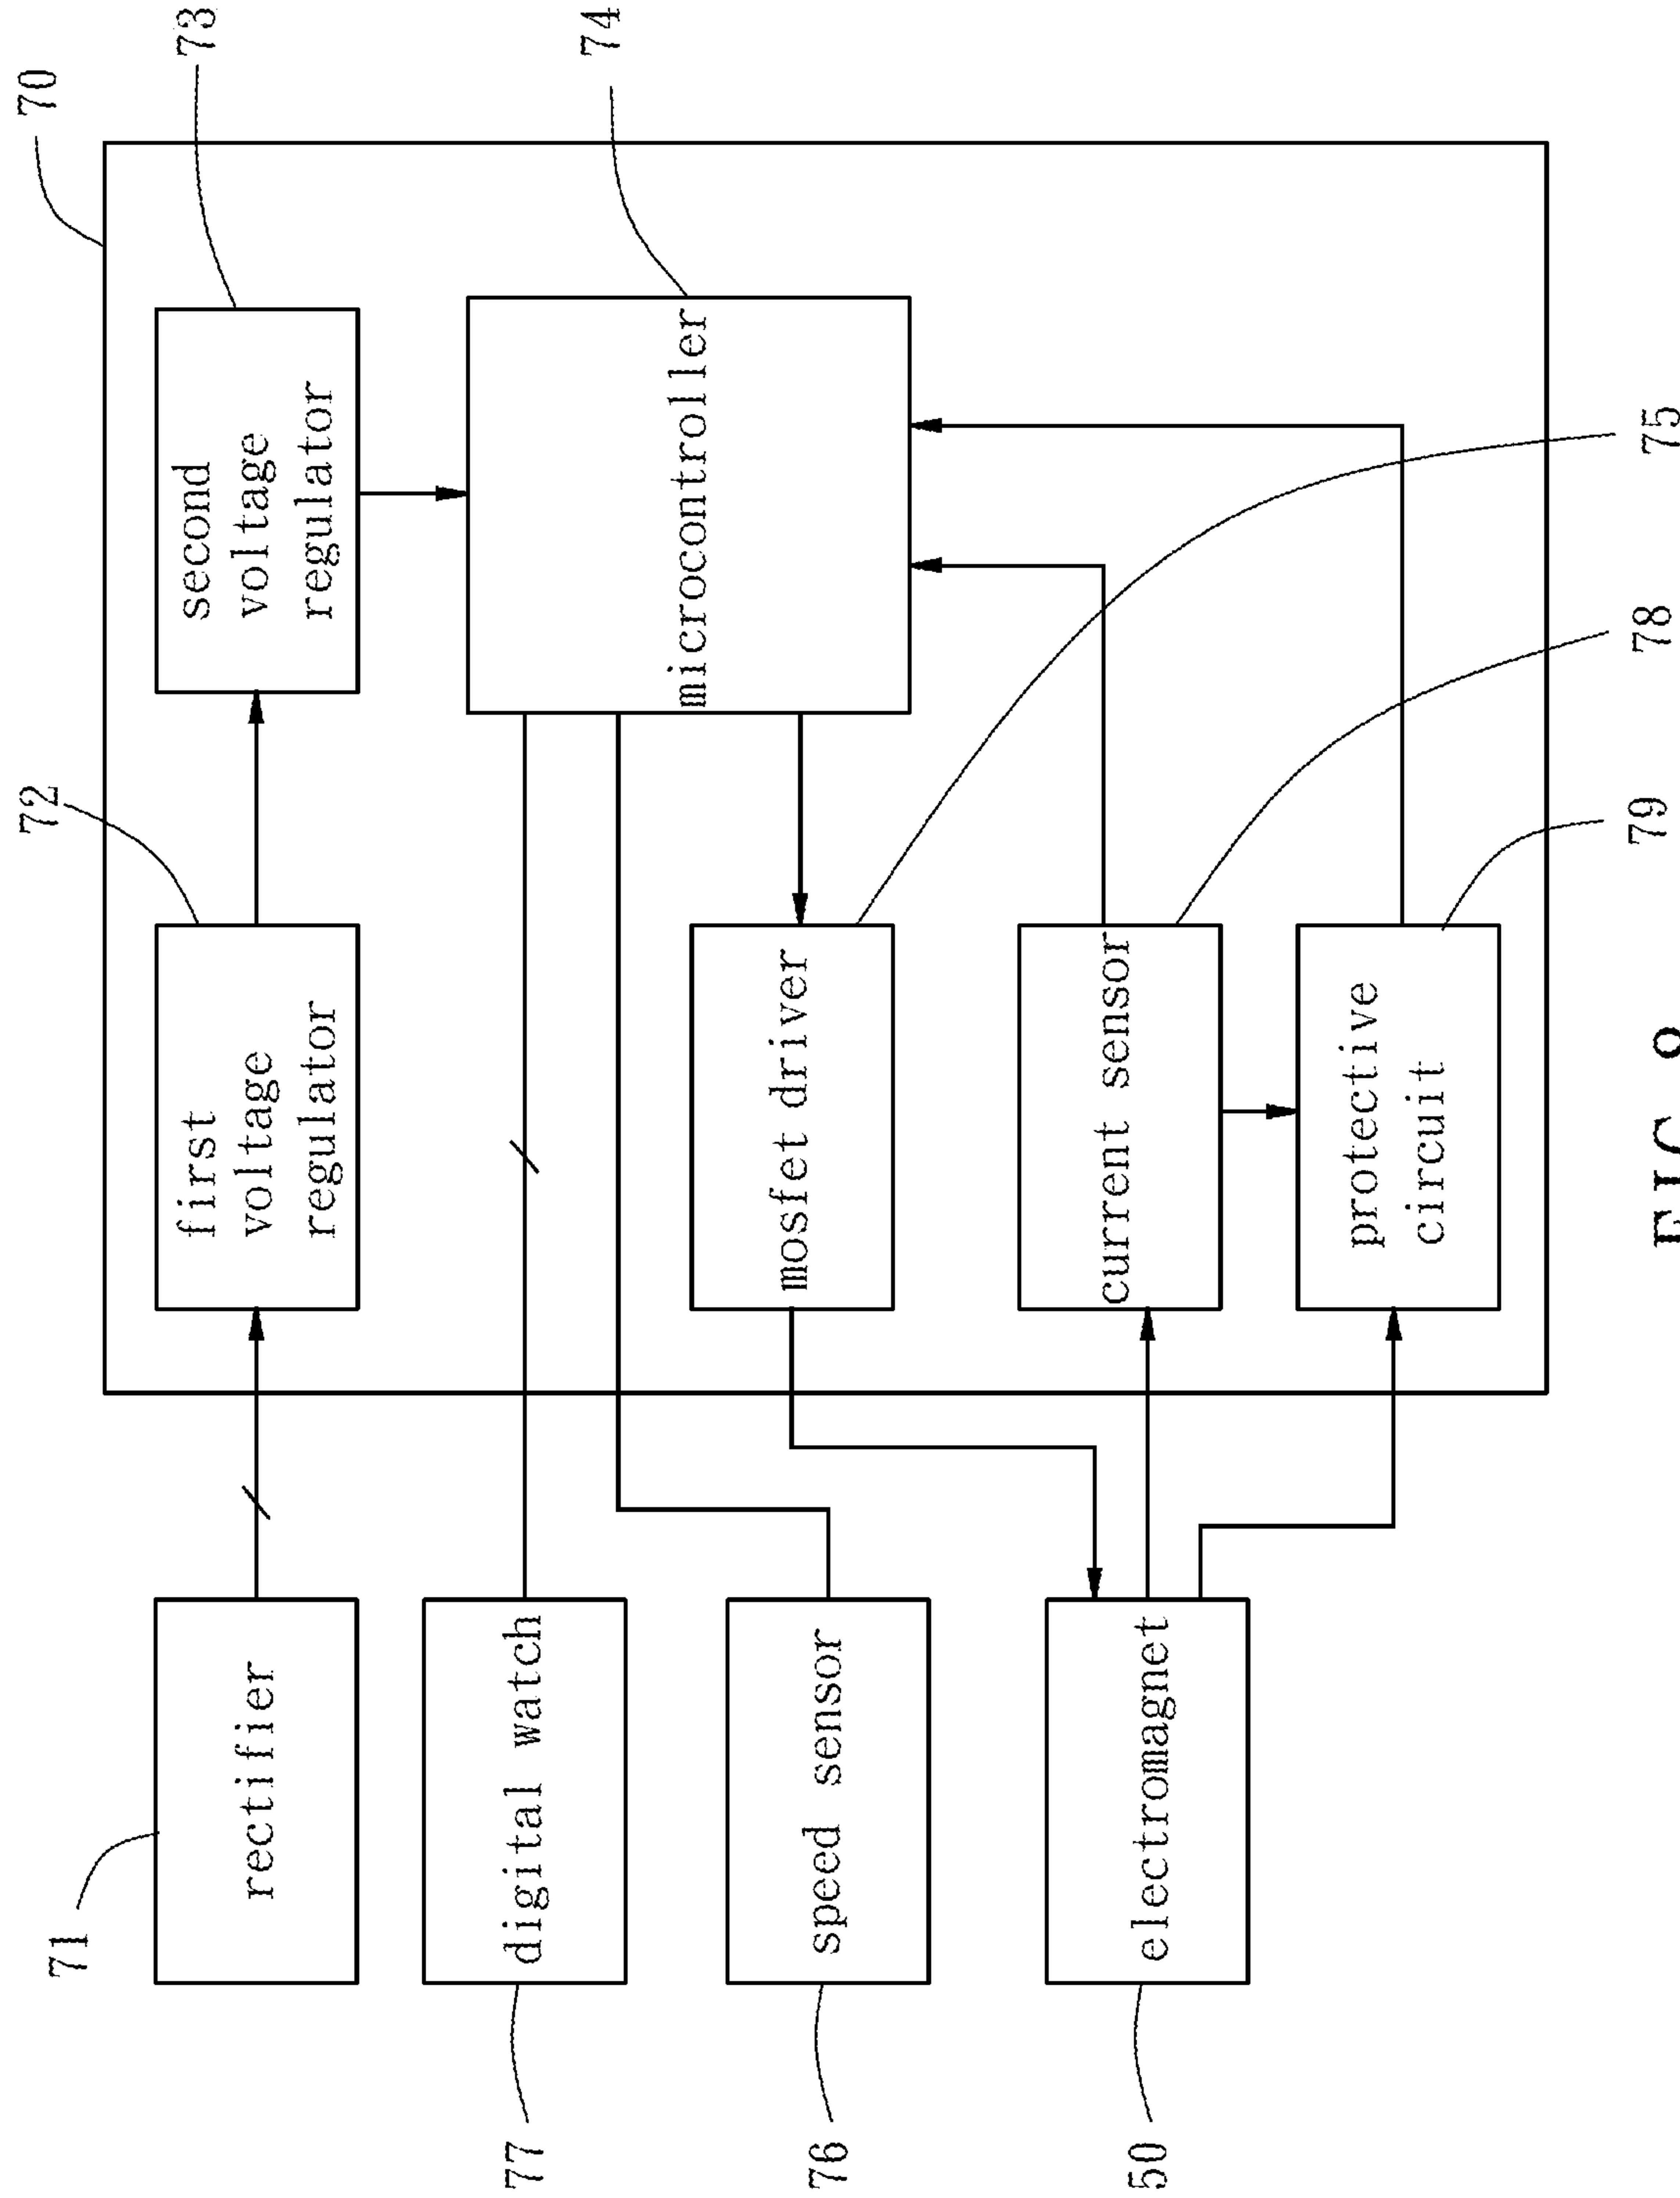 70
71
72
73
rectifier
first
voltage
regulator
second
voltage
regulator
74
77
digital watch
microcontroller
76
speed sensor
mosfet driver
50
electromagnet
current sensor
protective
circuit
79
78
75